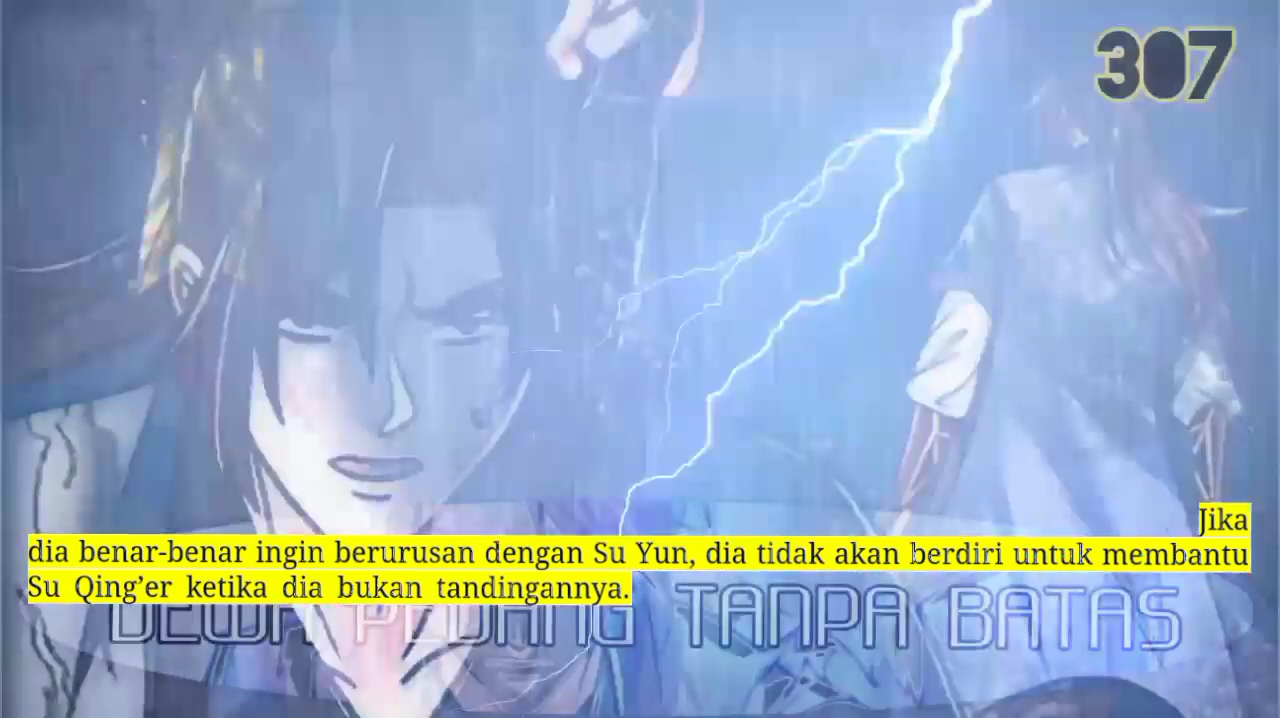 307
Jika
dia benar-benar ingin berurusan dengan Su Yun, dia tidak akan berdiri untuk membantu
Su Qing’er ketika dia bukan tandingannya.
DEWA PEDANG TANPA BATAS